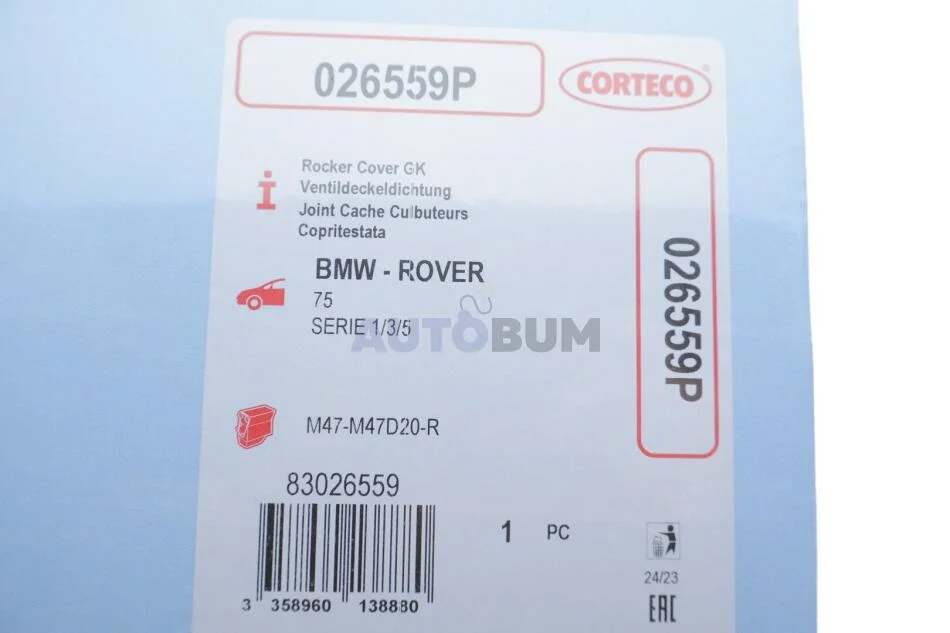 026559P
CORTECO
Rocker Cover GK
Ventildeckeldichtung
Joint Cache Culbuteurs
Copritestata
BMW - ROVER
75
SERIE 1/3/5
AUTOBUM
M47-M47D20-R
83026559
1 PC
3 358960 138880
24/23
EAC
026559P